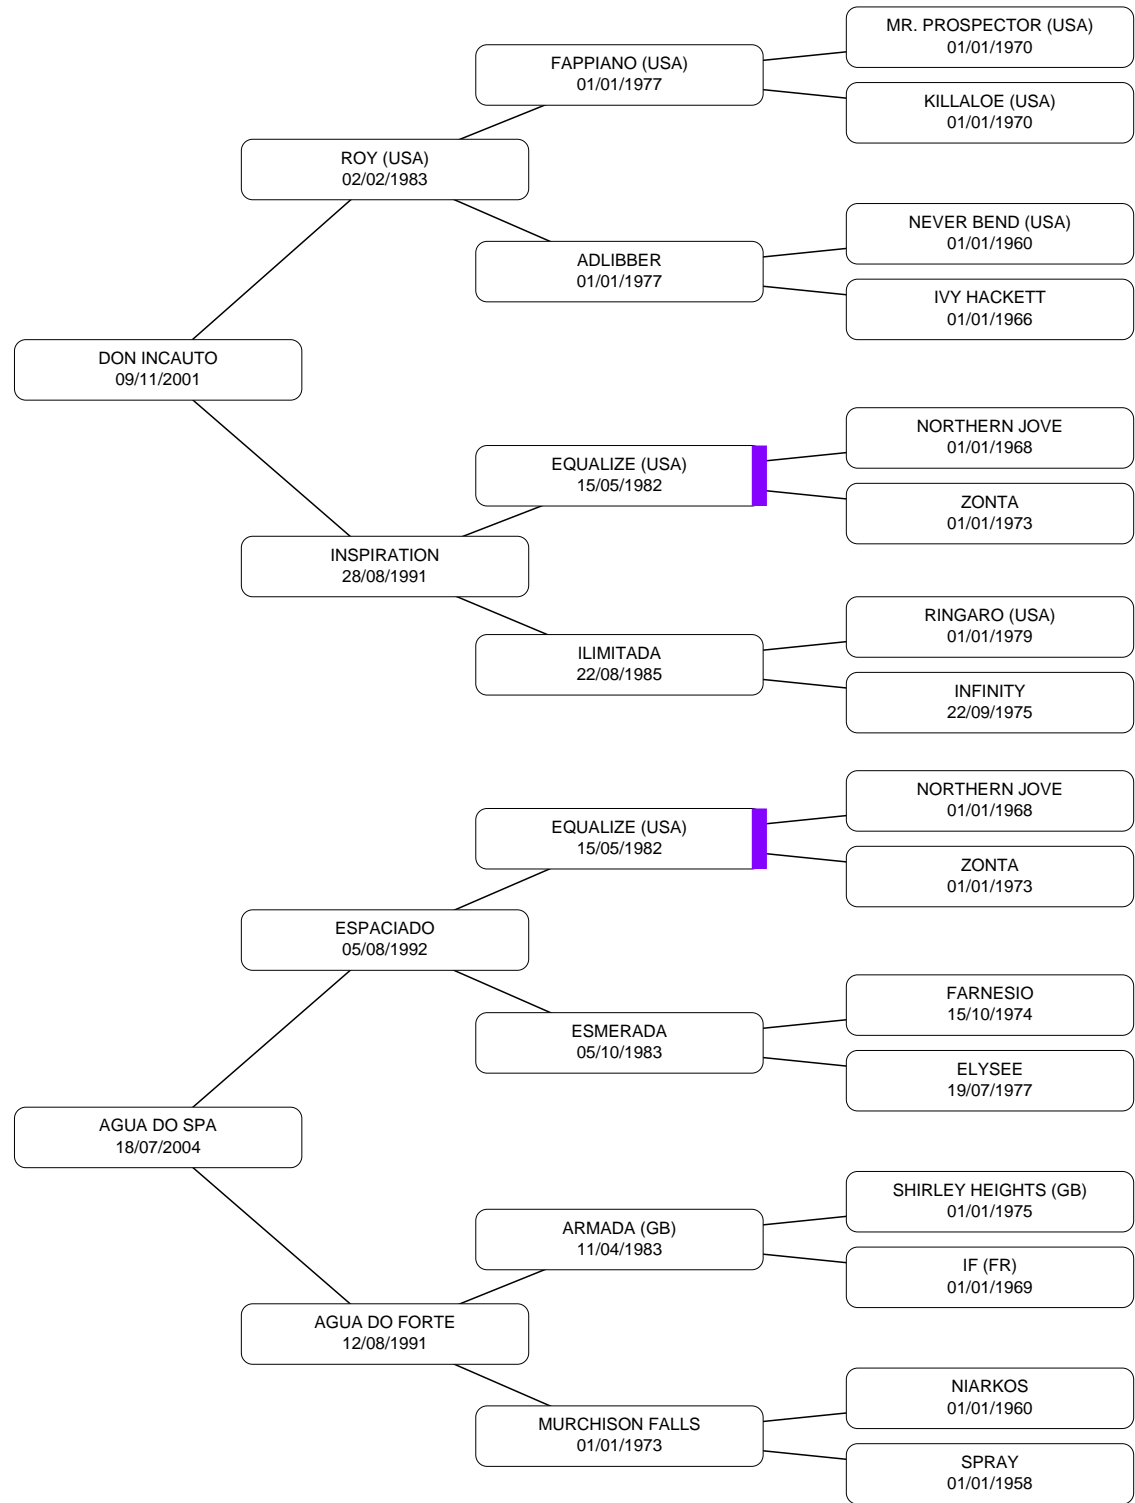 MR. PROSPECTOR (USA)
01/01/1970
FAPPIANO (USA)
01/01/1977
KILLALOE (USA)
01/01/1970
ROY (USA)
02/02/1983
NEVER BEND (USA)
01/01/1960
ADLIBBER
01/01/1977
IVY HACKETT
01/01/1966
DON INCAUTO
09/11/2001
NORTHERN JOVE
01/01/1968
EQUALIZE (USA)
15/05/1982
ZONTA
01/01/1973
INSPIRATION
28/08/1991
RINGARO (USA)
01/01/1979
ILIMITADA
22/08/1985
INFINITY
22/09/1975
NORTHERN JOVE
01/01/1968
EQUALIZE (USA)
15/05/1982
ZONTA
01/01/1973
ESPACIADO
05/08/1992
FARNESIO
15/10/1974
ESMERADA
05/10/1983
ELYSEE
19/07/1977
AGUA DO SPA
18/07/2004
SHIRLEY HEIGHTS (GB)
01/01/1975
ARMADA (GB)
11/04/1983
IF (FR)
01/01/1969
AGUA DO FORTE
12/08/1991
NIARKOS
01/01/1960
MURCHISON FALLS
01/01/1973
SPRAY
01/01/1958